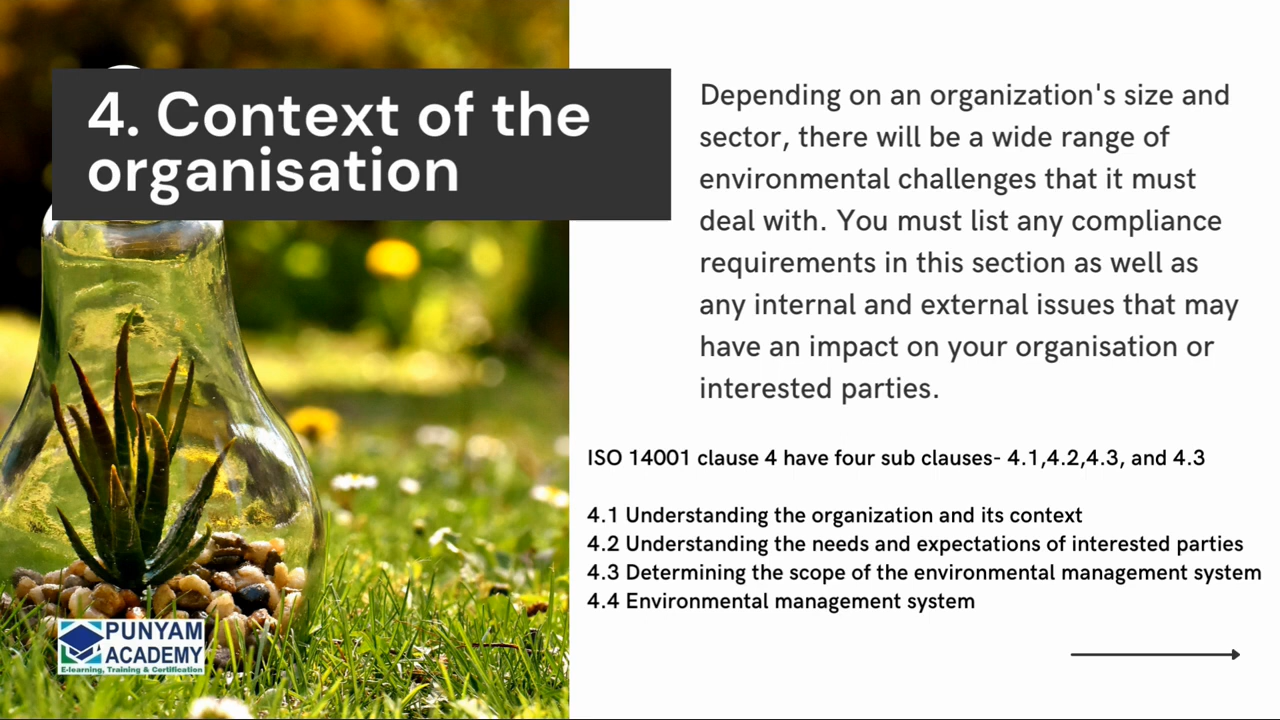 4. Context of the
organisation
Depending on an organization's size and
sector, there will be a wide range of
environmental challenges that it must
deal with. You must list any compliance
requirements in this section as well as
any internal and external issues that may
have an impact on your organisation or
interested parties.
ISO 14001 clause 4 have four sub clauses- 4.1,4.2,4.3, and 4.3
4.1 Understanding the organization and its context
4.2 Understanding the needs and expectations of interested parties
4.3 Determining the scope of the environmental management system
4.4 Environmental management system
PUNYAM
ACADEMY
E-learning, Training & Certification